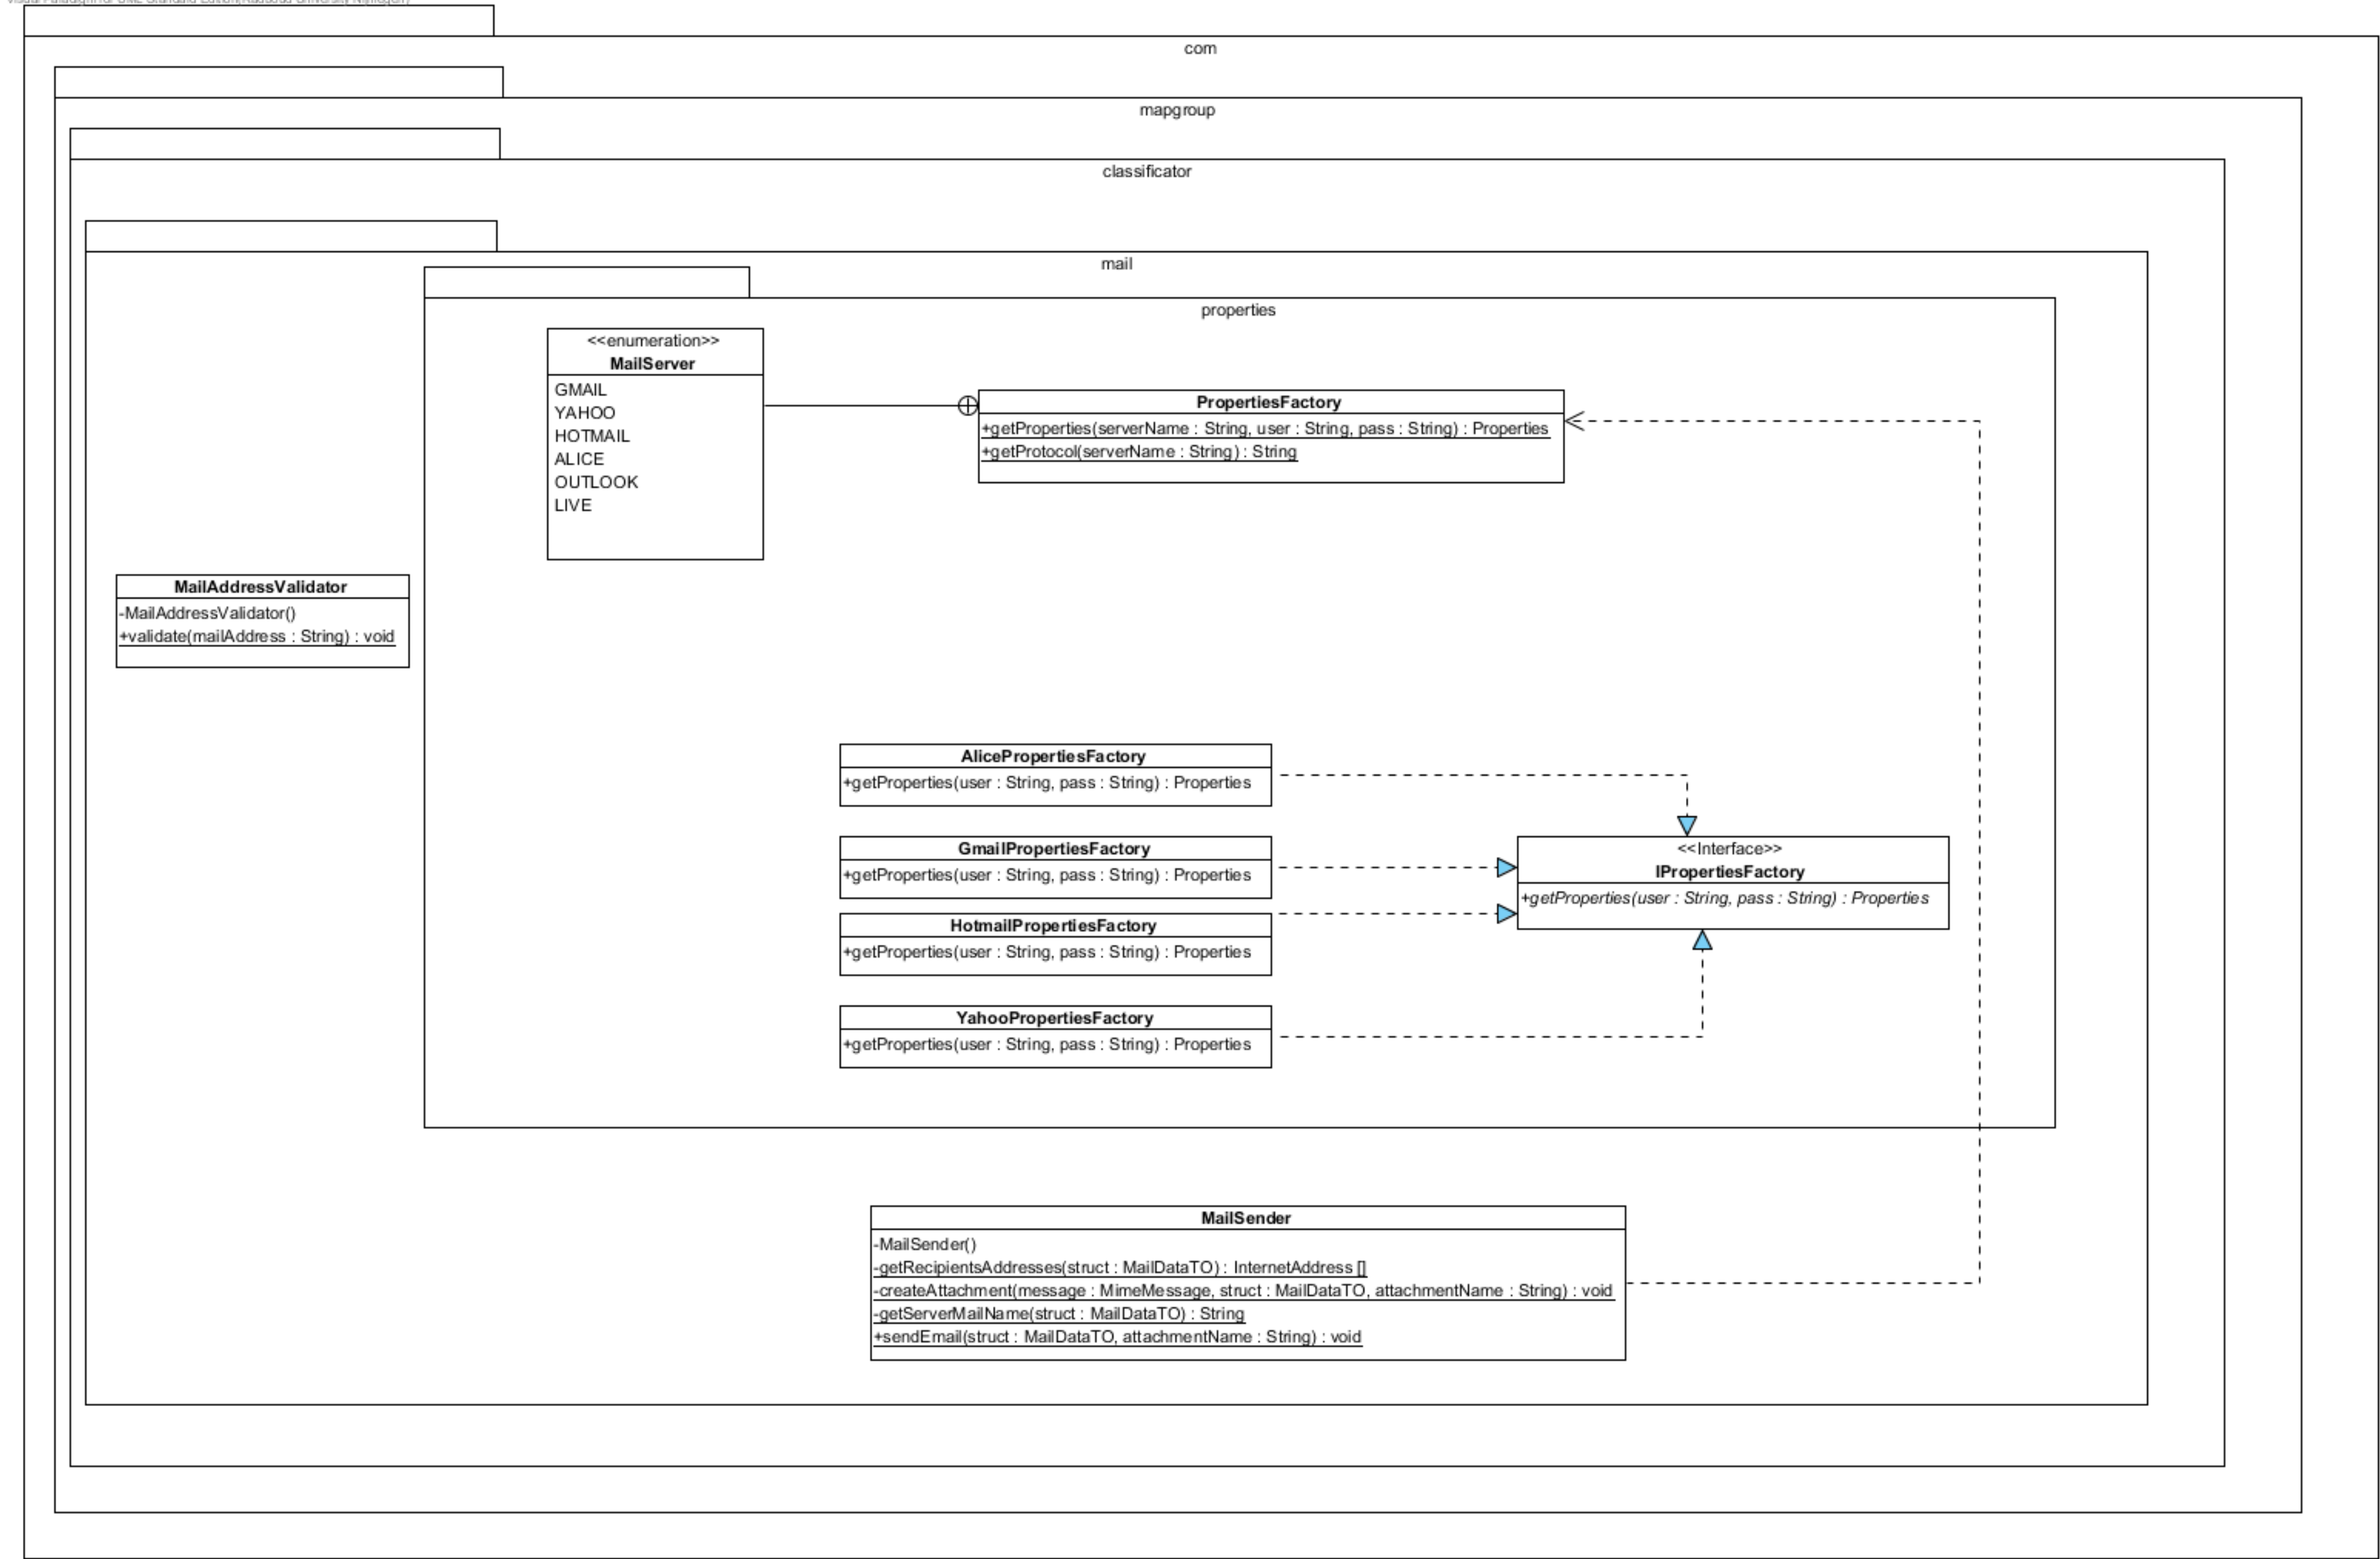 com
mapgroup
classificator
mail
properties
<<enumeration>>
MailServer
GMAIL
YAHOO
HOTMAIL
ALICE
OUTLOOK
LIVE
PropertiesFactory
+getProperties(serverName : String, user : String, pass : String) : Properties
+getProtocol(serverName : String) : String
MailAddressValidator
-MailAddressValidator()
+validate(mailAddress : String) : void
AlicePropertiesFactory
+getProperties(user : String, pass : String) : Properties
GmailPropertiesFactory
+getProperties(user : String, pass : String) : Properties
HotmailPropertiesFactory
+getProperties(user : String, pass : String) : Properties
YahooPropertiesFactory
+getProperties(user : String, pass : String) : Properties
<<Interface>>
IPropertiesFactory
+getProperties(user : String, pass : String) : Properties
MailSender
-MailSender()
-getRecipientsAddresses(struct : MailDataTO) : InternetAddress []
-createAttachment(message : MimeMessage, struct : MailDataTO, attachmentName : String) : void
-getServerMailName(struct : MailDataTO) : String
+sendEmail(struct : MailDataTO, attachmentName : String) : void